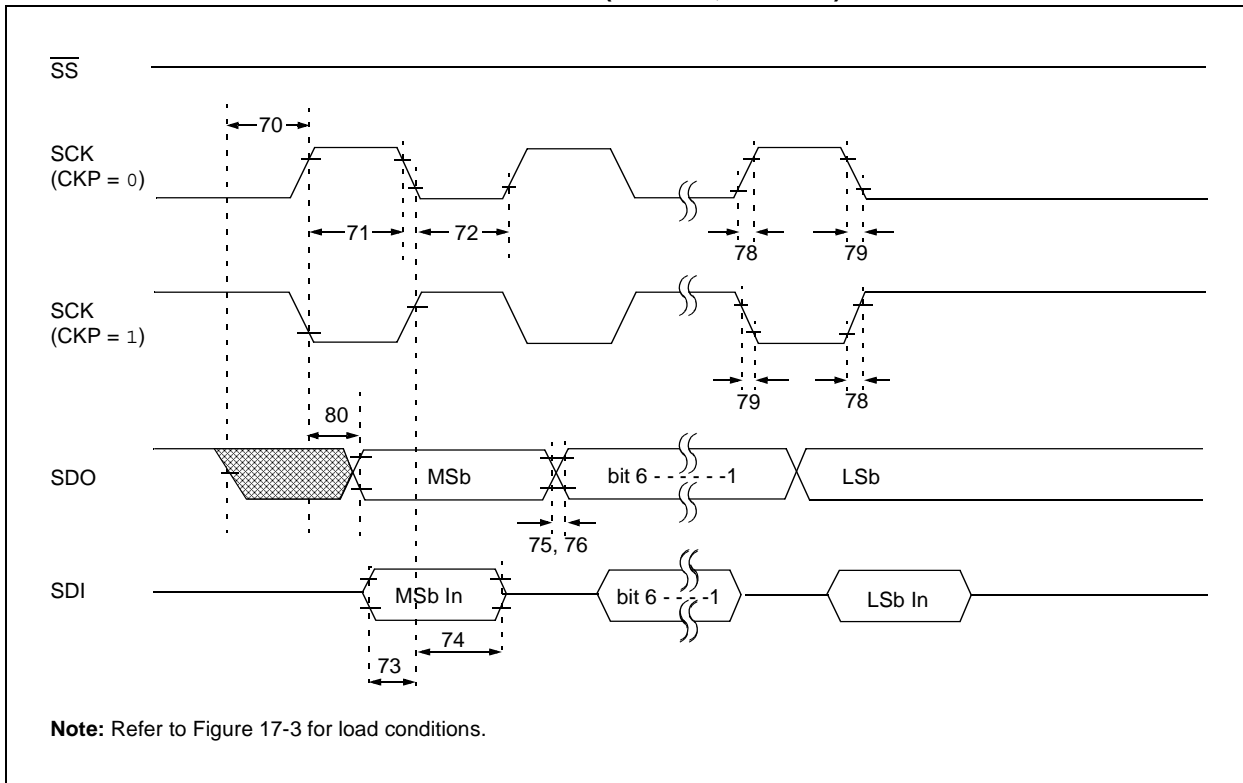 SS
70
SCK
(CKP = 0)
71
72
78
79
SCK
(CKP = 1)
79
78
80
SDO
MSb
bit 6 - - - - - -1
LSb
75, 76
SDI
MSb In
bit 6 - - - - -1
LSb In
74
73
Note: Refer to Figure 17-3 for load conditions.